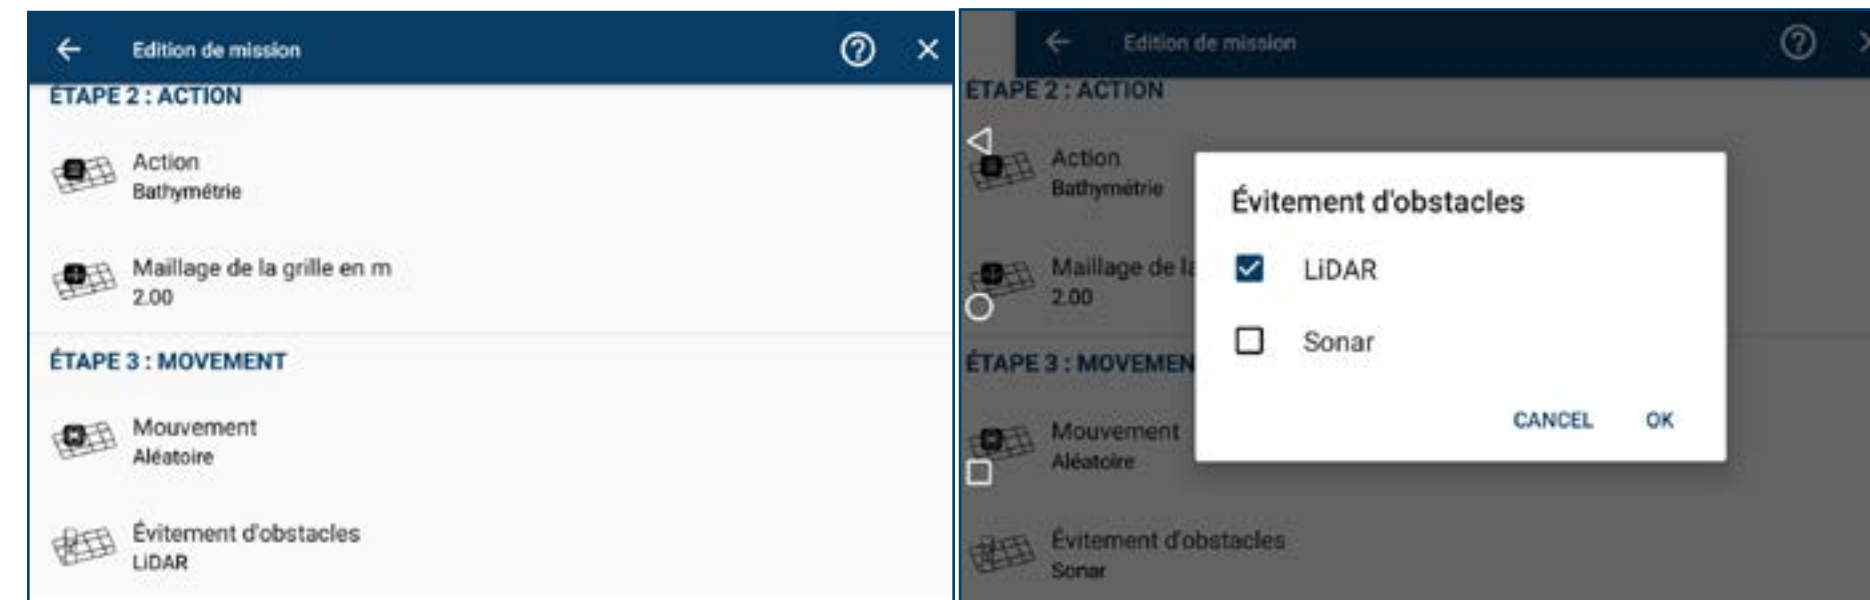 Edition de mission
ÉTAPE 2 : ACTION
Action
Bathymétrie
Maillage de la grille en m
2.00
ÉTAPE 3 : MOVEMENT
Mouvement
Aléatoire
Évitement d'obstacles
LiDAR
Edition de mission
ÉTAPE 2 : ACTION
Action
Bathymétrie
Maillage de la
2.00
ÉTAPE 3 : MOVEMEN
Mouvement
Aléatoire
Évitement d'obstacles
Sonar
Évitement d'obstacles
LiDAR
Sonar
CANCEL OK